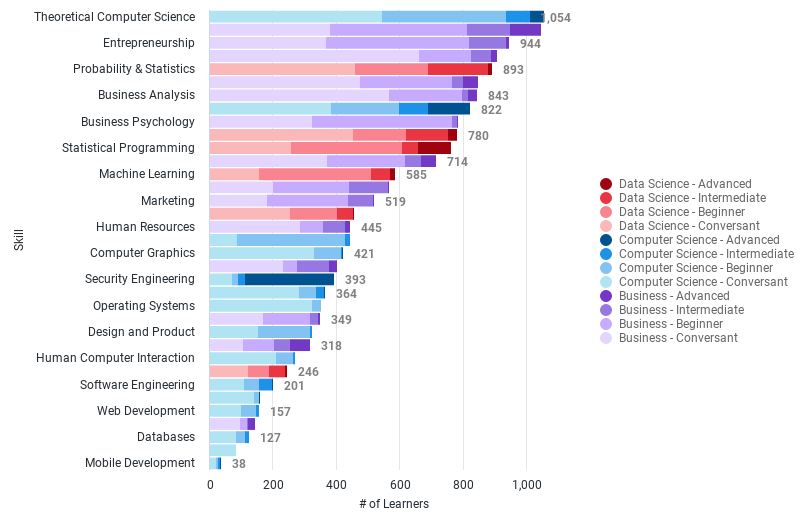 Theoretical Computer Science
1,054
Entrepreneurship
944
Probability & Statistics
893
Business Analysis
843
822
Business Psychology
780
Statistical Programming
714
Machine Learning
585
Marketing
519
Human Resources
445
Computer Graphics
421
Security Engineering
393
364
Operating Systems
349
Design and Product
318
Human Computer Interaction
246
Software Engineering
201
Web Development
157
Databases
127
Mobile Development
38
0 200 400 600 800 1,000
# of Learners
Skill
Data Science - Advanced
Data Science - Intermediate
Data Science - Beginner
Data Science - Conversant
Computer Science - Advanced
Computer Science - Intermediate
Computer Science - Beginner
Computer Science - Conversant
Business - Advanced
Business - Intermediate
Business - Beginner
Business - Conversant